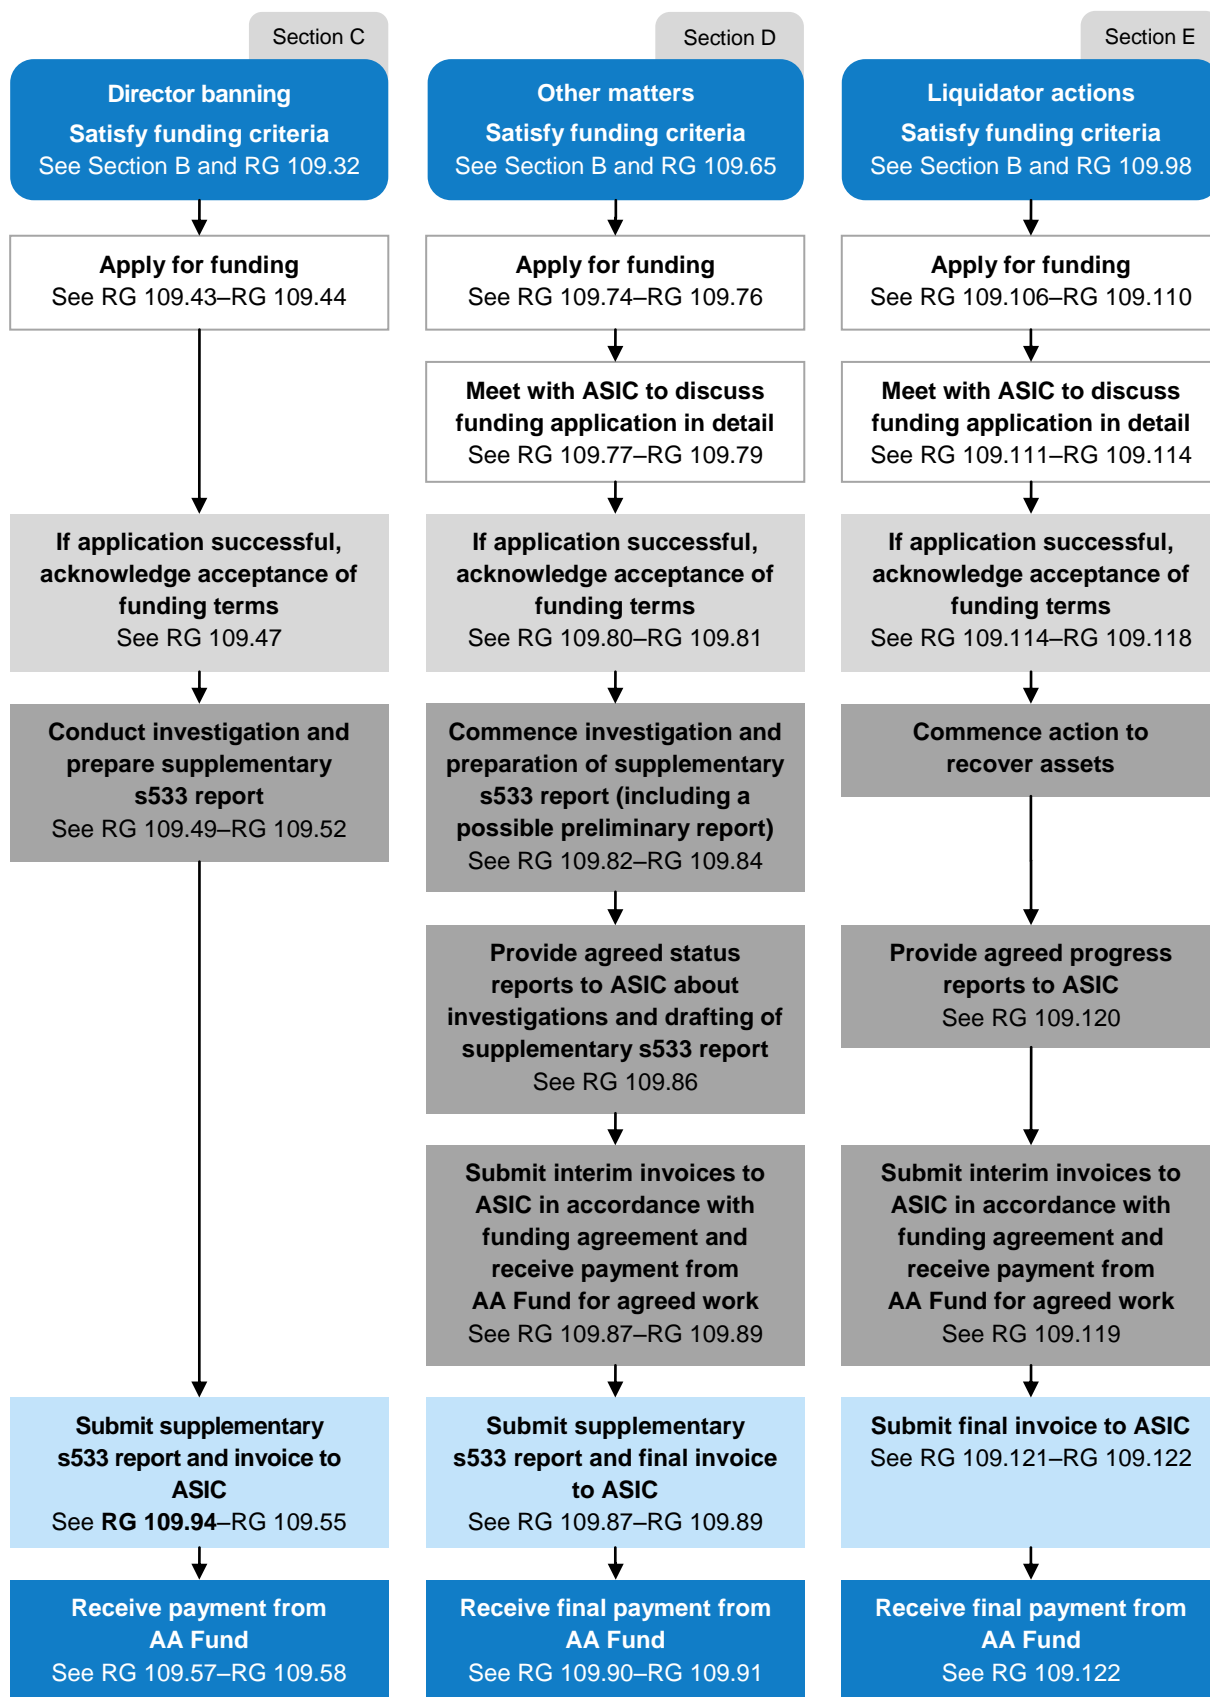 Section C
Director banning
Satisfy funding criteria
See Section B and RG 109.32
Apply for funding
See RG 109.43–RG 109.44
If application successful,
acknowledge acceptance of
funding terms
See RG 109.47
Conduct investigation and
prepare supplementary
s533 report
See RG 109.49–RG 109.52
Submit supplementary
s533 report and invoice to
ASIC
See RG 109.94–RG 109.55
Receive payment from
AA Fund
See RG 109.57–RG 109.58
Section D
Other matters
Satisfy funding criteria
See Section B and RG 109.65
Apply for funding
See RG 109.74–RG 109.76
Meet with ASIC to discuss
funding application in detail
See RG 109.77–RG 109.79
If application successful,
acknowledge acceptance of
funding terms
See RG 109.80–RG 109.81
Commence investigation and
preparation of supplementary
s533 report (including a
possible preliminary report)
See RG 109.82–RG 109.84
Provide agreed status
reports to ASIC about
investigations and drafting of
supplementary s533 report
See RG 109.86
Submit interim invoices to
ASIC in accordance with
funding agreement and
receive payment from
AA Fund for agreed work
See RG 109.87–RG 109.89
Submit supplementary
s533 report and final invoice
to ASIC
See RG 109.87–RG 109.89
Receive final payment from
AA Fund
See RG 109.90–RG 109.91
Section E
Liquidator actions
Satisfy funding criteria
See Section B and RG 109.98
Apply for funding
See RG 109.106–RG 109.110
Meet with ASIC to discuss
funding application in detail
See RG 109.111–RG 109.114
If application successful,
acknowledge acceptance of
funding terms
See RG 109.114–RG 109.118
Commence action to
recover assets
Provide agreed progress
reports to ASIC
See RG 109.120
Submit interim invoices to
ASIC in accordance with
funding agreement and
receive payment from
AA Fund for agreed work
See RG 109.119
Submit final invoice to ASIC
See RG 109.121–RG 109.122
Receive final payment from
AA Fund
See RG 109.122